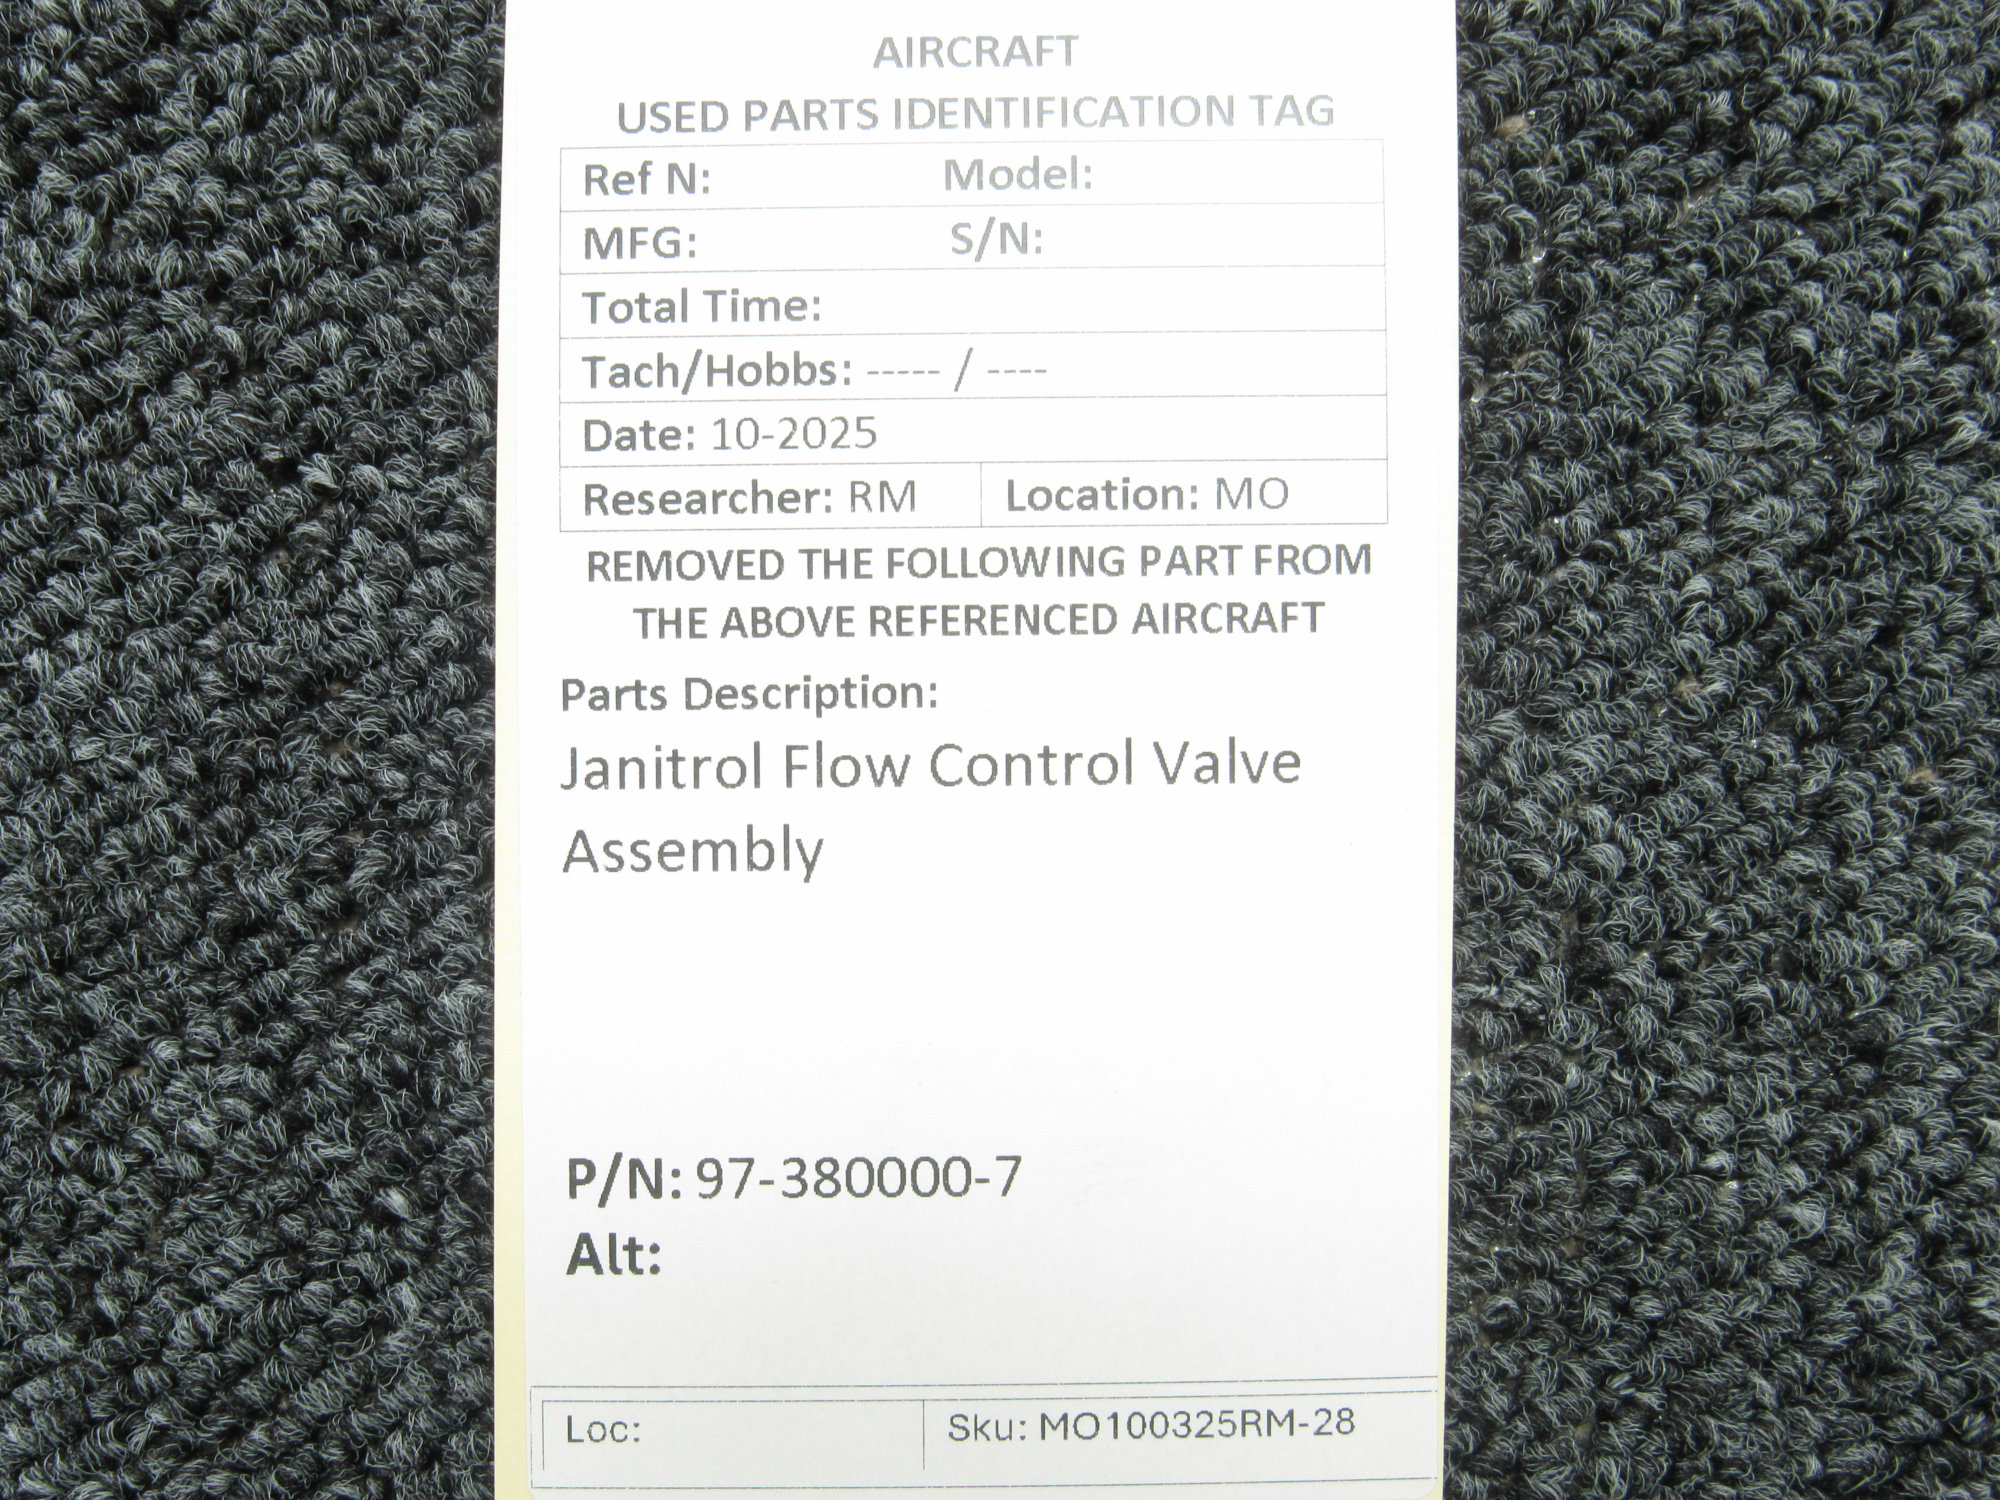 AIRCRAFT
USED PARTS IDENTIFICATION TAG
Ref N: Model:
MFG: S/N:
Total Time:
Tach/Hobbs: ----- / ----
Date: 10-2025
Researcher: RM Location: MO
REMOVED THE FOLLOWING PART FROM
THE ABOVE REFERENCED AIRCRAFT
Parts Description:
Janitrol Flow Control Valve
Assembly
P/N: 97-380000-7
Alt:
Loc: Sku: MO100325RM-28